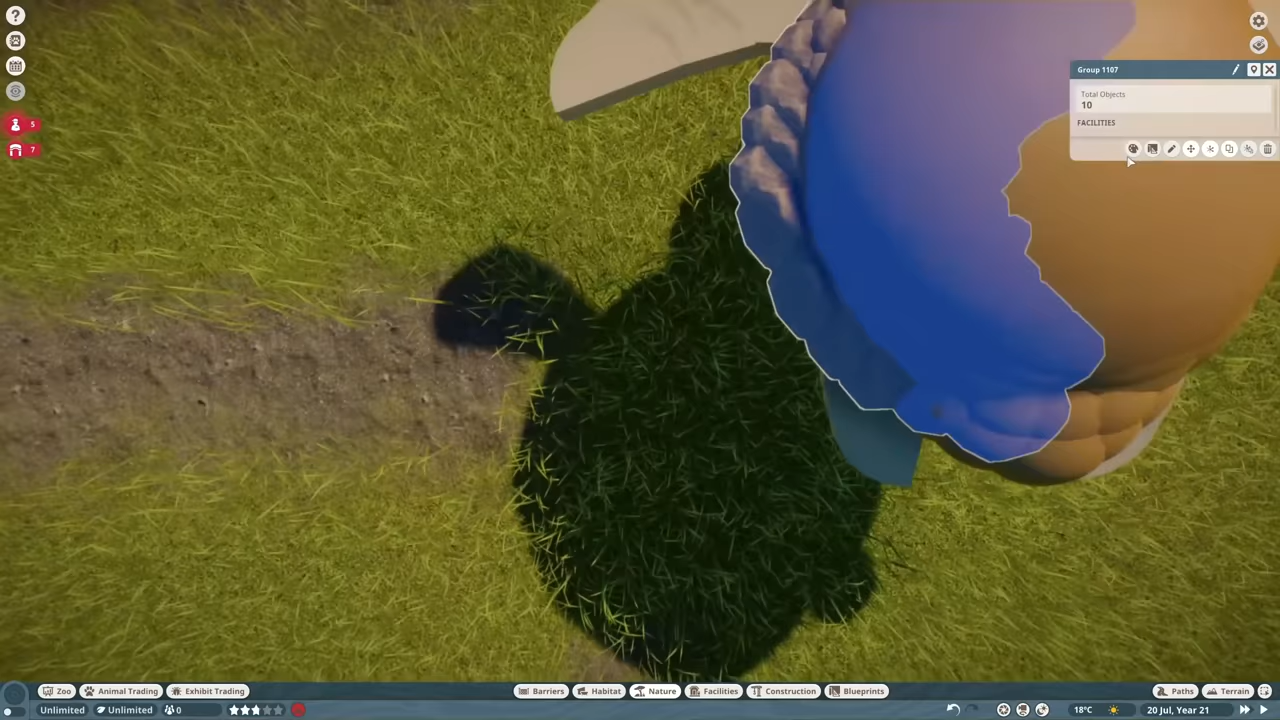 ?
5
7
Group 1107
Total Objects
10
FACILITIES
Zoo Animal Trading Exhibit Trading Barriers Habitat Nature Facilities Construction Blueprints Paths Terrain
Unlimited Unlimited 0 18°C 20 Jul, Year 21